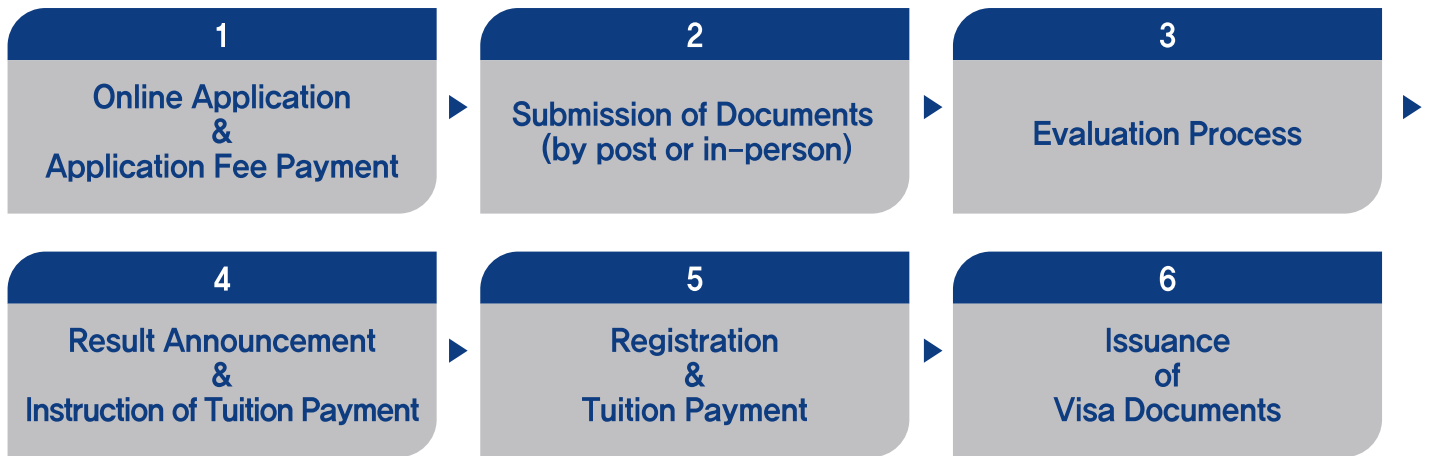 1
Online Application
&
Application Fee Payment
2
Submission of Documents
(by post or in-person)
3
Evaluation Process
4
Result Announcement
&
Instruction of Tuition Payment
5
Registration
&
Tuition Payment
6
Issuance
of
Visa Documents